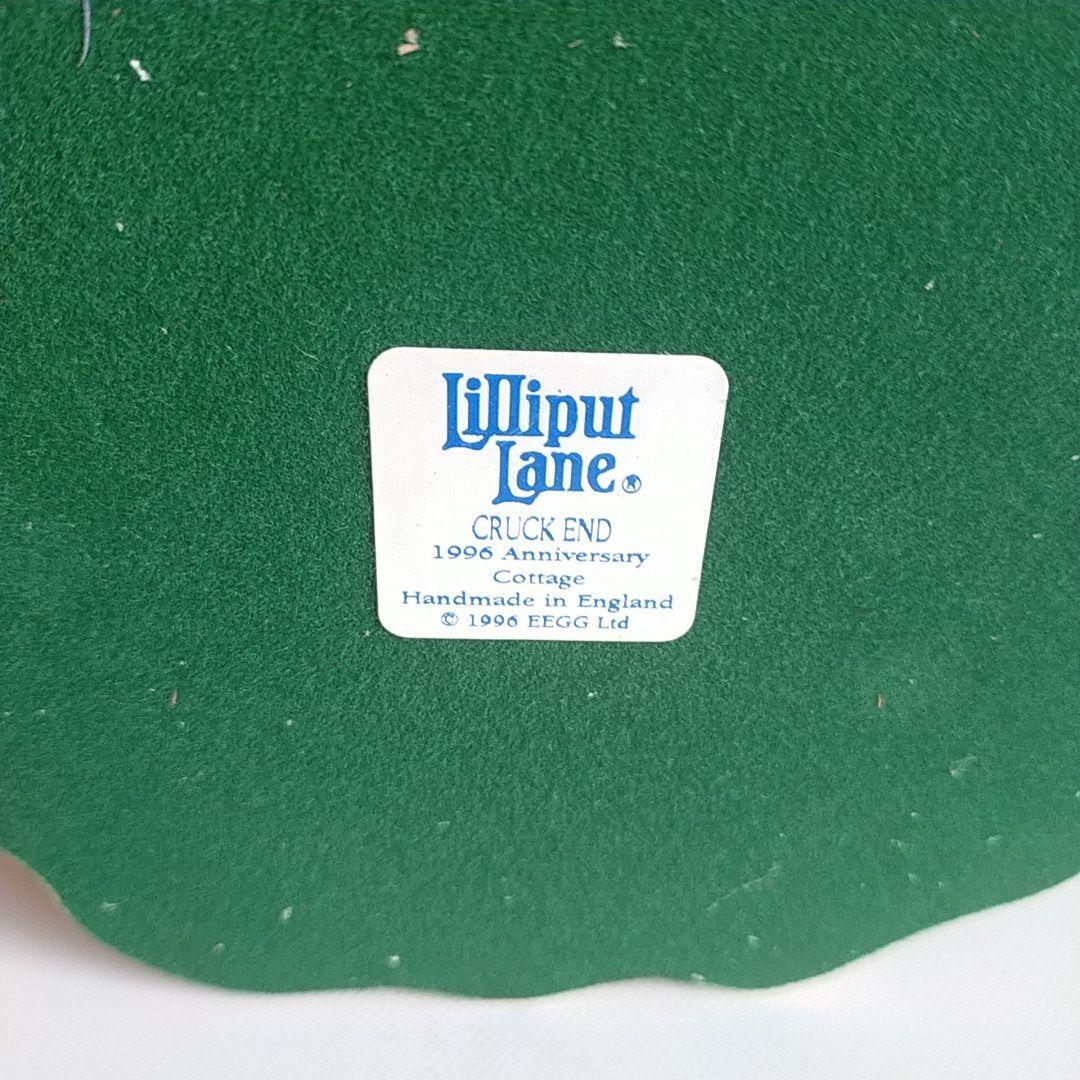 Lilliput
Lane®
CRUCK END
1996 Anniversary
Cottage
Handmade in England
© 1996 EEGG Ltd